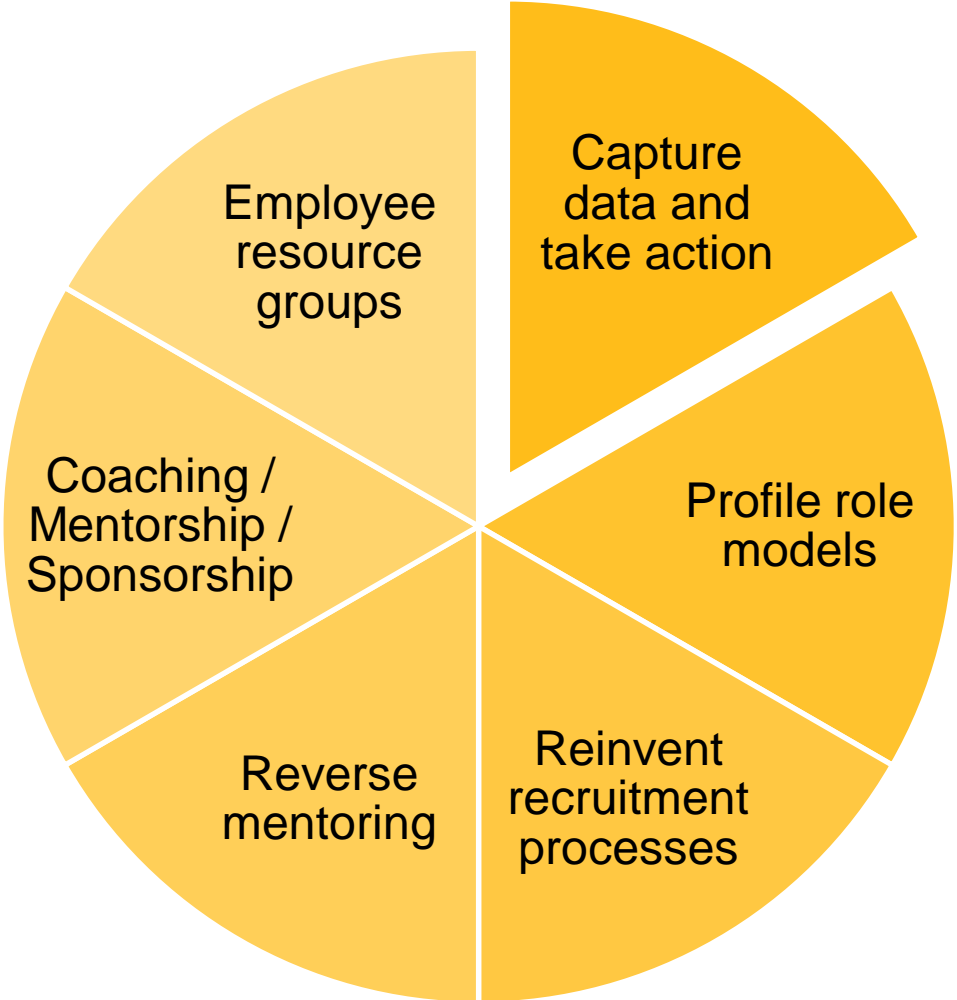 Capture
data and
take action
Profile role
models
Reinvent
recruitment
processes
Reverse
mentoring
Coaching /
Mentorship /
Sponsorship
Employee
resource
groups